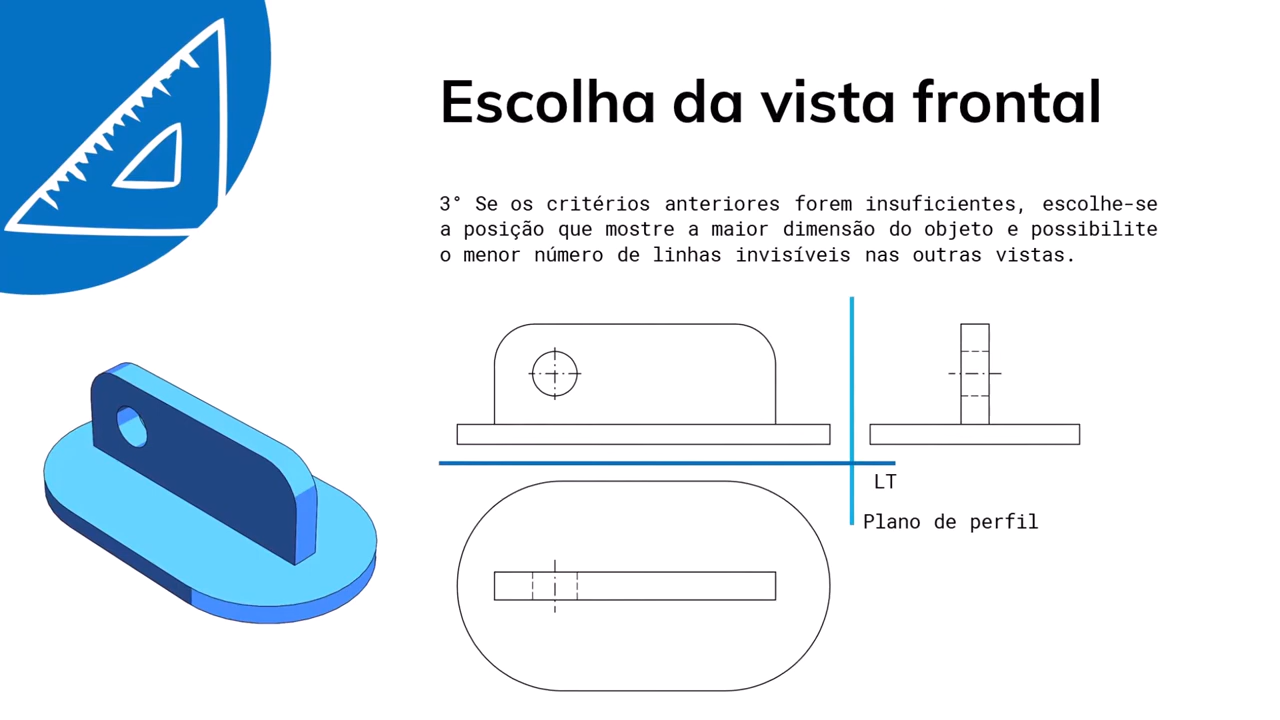 Escolha da vista frontal
3° Se os critérios anteriores forem insuficientes, escolhe-se
a posição que mostre a maior dimensão do objeto e possibilite
o menor número de linhas invisíveis nas outras vistas.
LT
Plano de perfil